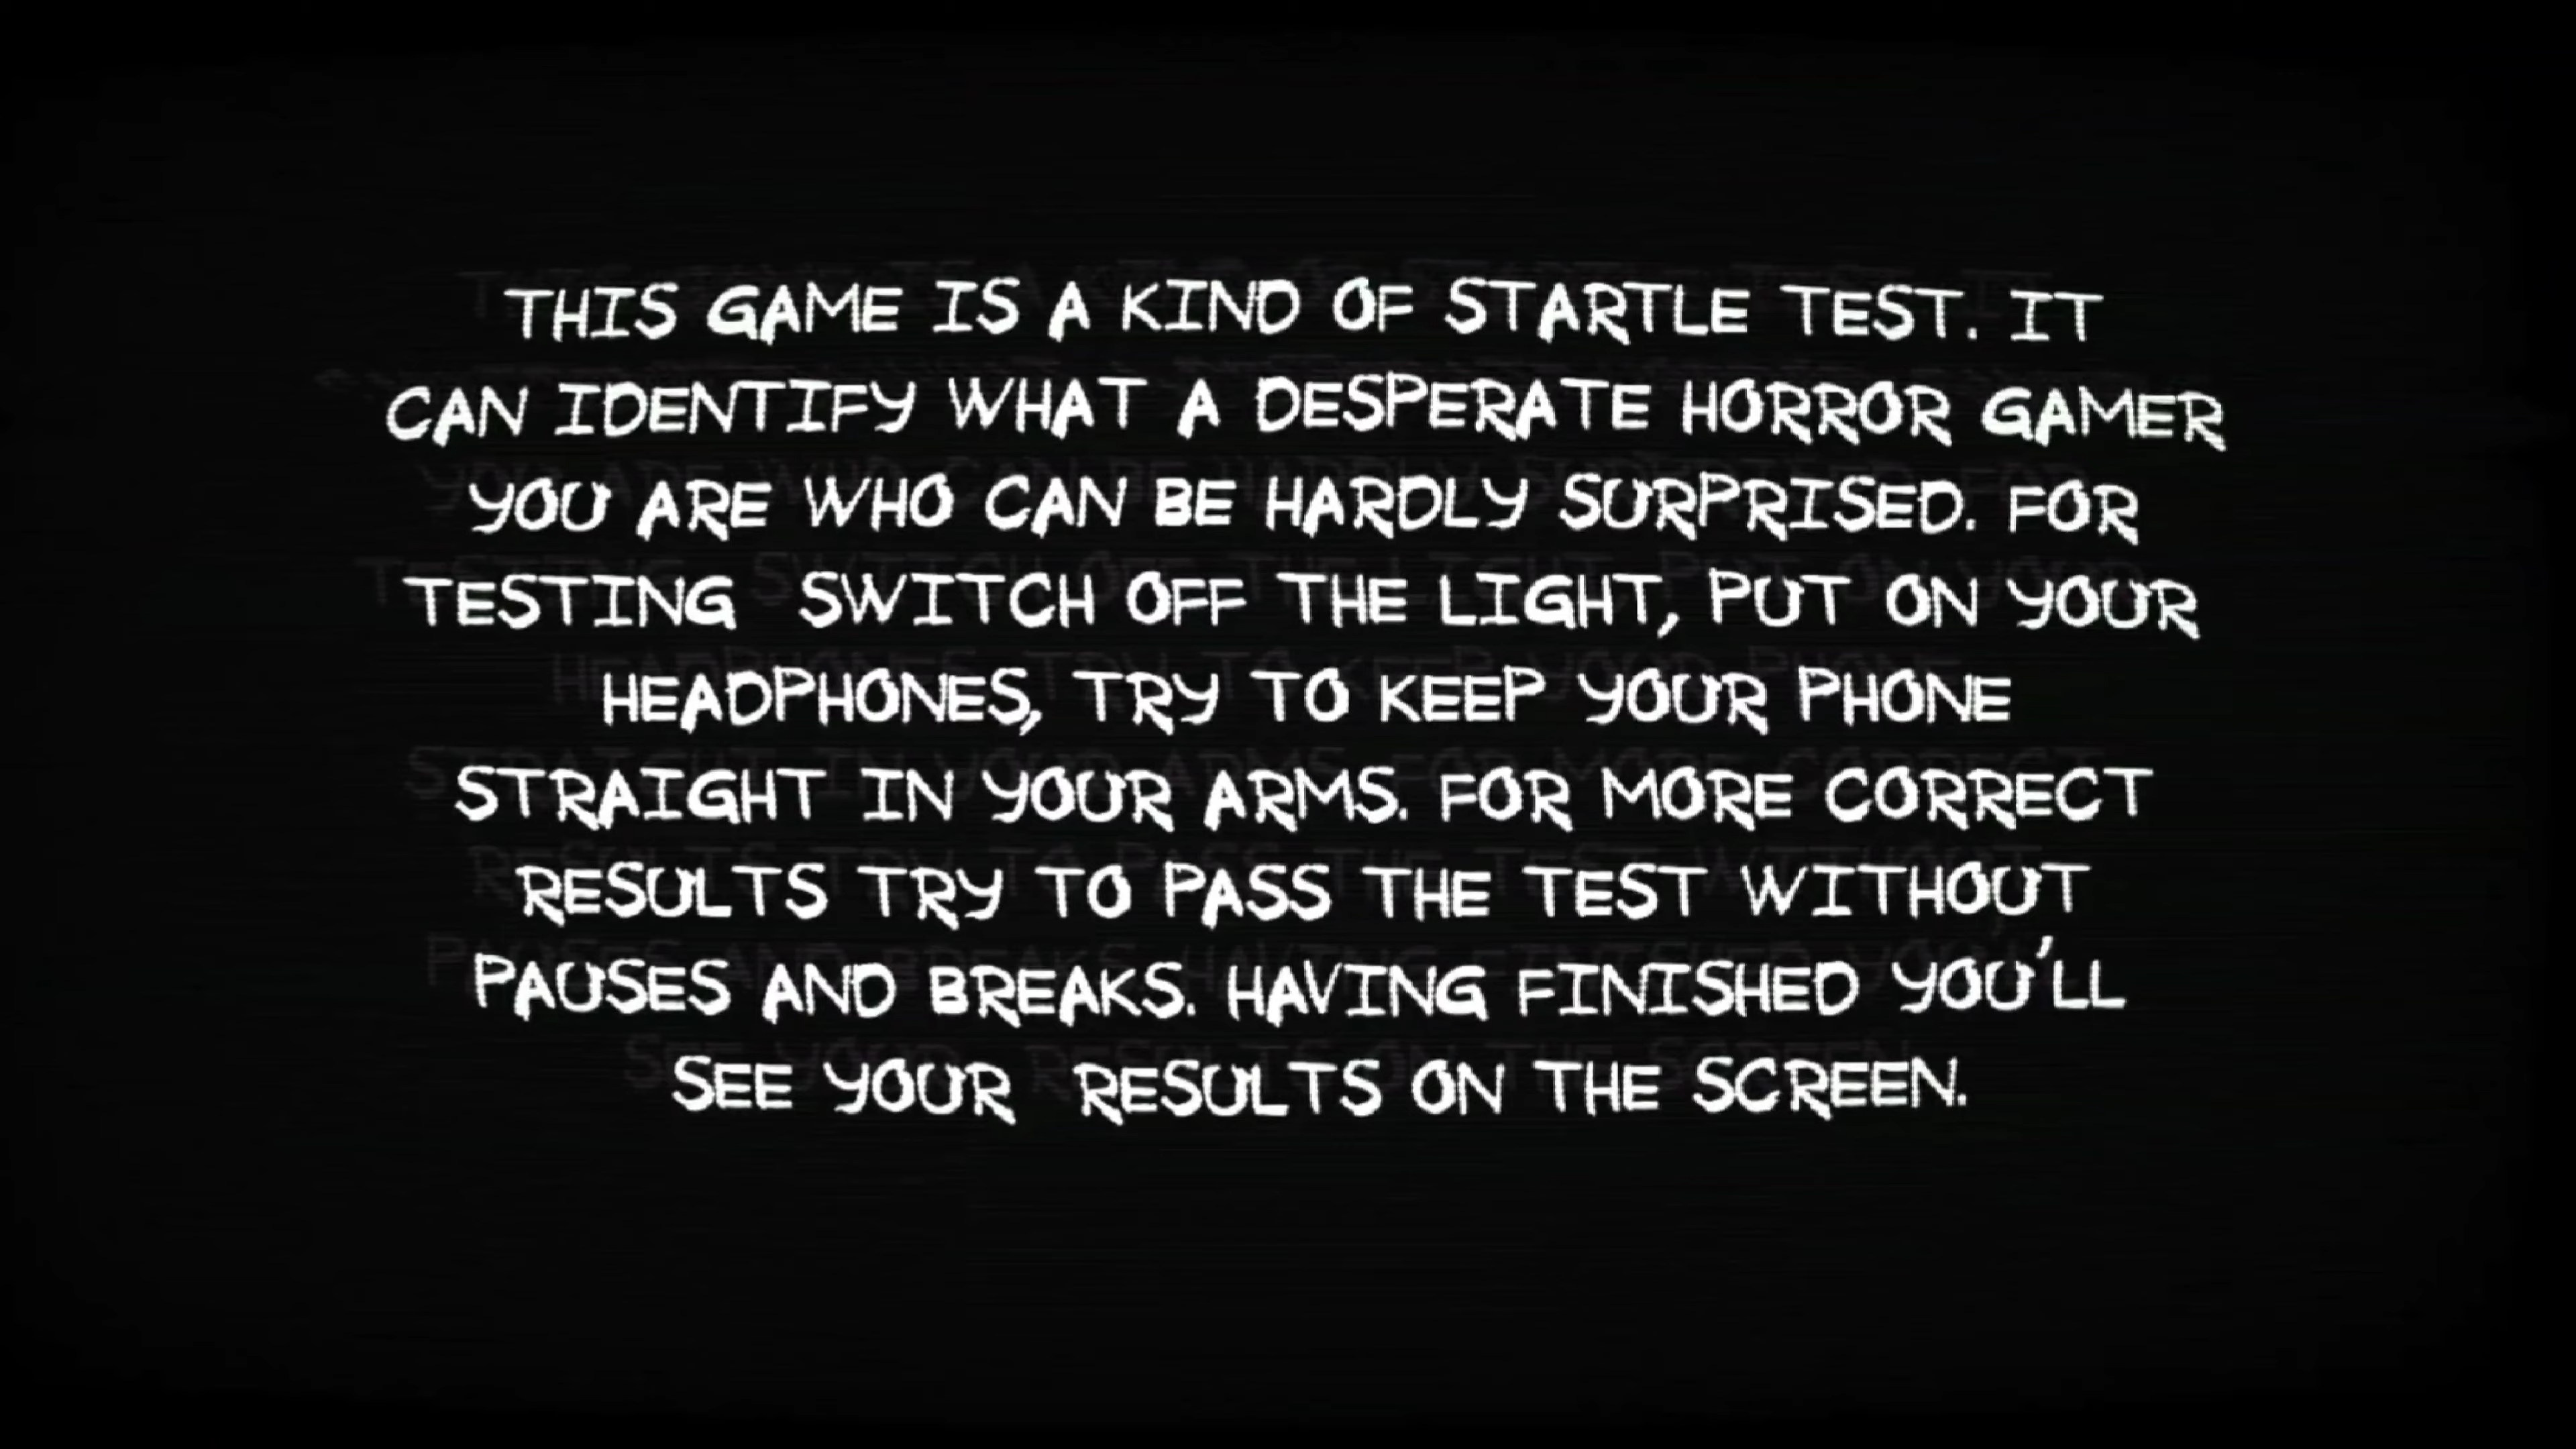 THIS GAME IS A KIND OF STARTLE TEST. IT
CAN IDENTIFY WHAT A DESPERATE HORROR GAMER
YOU ARE WHO CAN BE HARDLY SURPRISED. FOR
TESTING SWITCH OFF THE LIGHT, PUT ON YOUR
HEADPHONES, TRY TO KEEP YOUR PHONE
STRAIGHT IN YOUR ARMS. FOR MORE CORRECT
RESULTS TRY TO PASS THE TEST WITHOUT
PAUSES AND BREAKS. HAVING FINISHED YOU'LL
SEE YOUR RESULTS ON THE SCREEN.